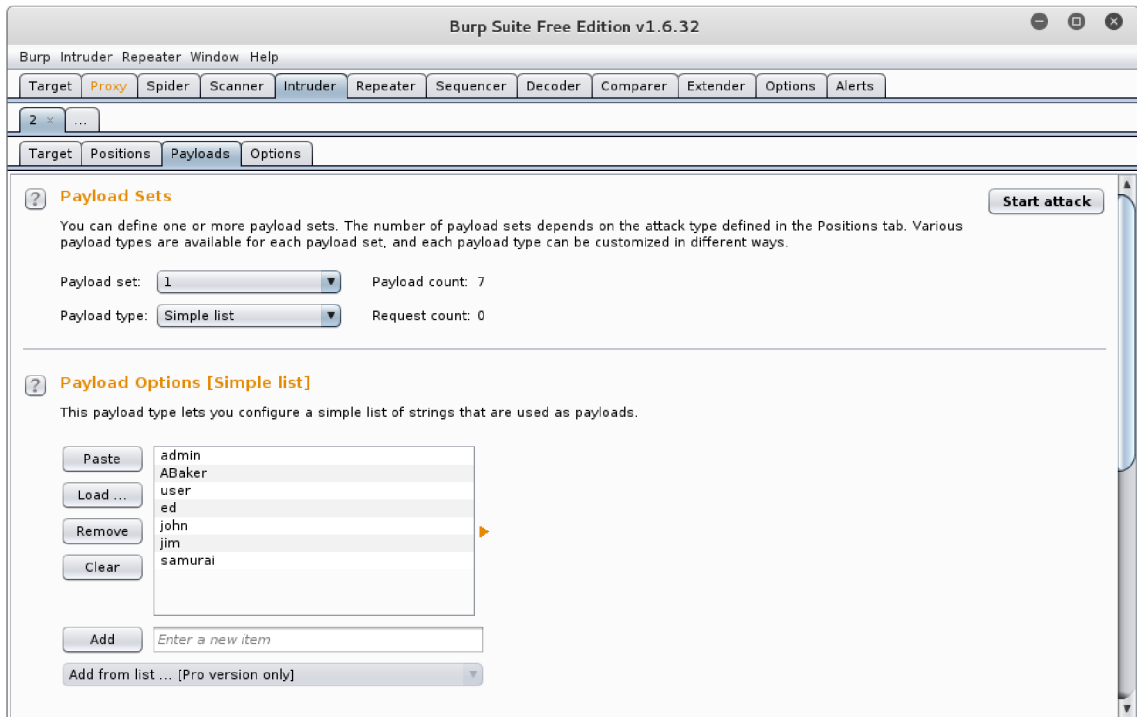 Burp Suite Free Edition v1.6.32
Burp Intruder Repeater Window Help
Target Proxy Spider Scanner Intruder Repeater Sequencer Decoder Comparer Extender Options Alerts
2 × ...
Target Positions Payloads Options
? Payload Sets Start attack
You can define one or more payload sets. The number of payload sets depends on the attack type defined in the Positions tab. Various
payload types are available for each payload set, and each payload type can be customized in different ways.
Payload set: 1 Payload count: 7
Payload type: Simple list Request count: 0
? Payload Options [Simple list]
This payload type lets you configure a simple list of strings that are used as payloads.
Paste
Load ...
Remove
Clear
admin
ABaker
user
ed
john
jim
samurai
Add Enter a new item
Add from list ... [Pro version only]